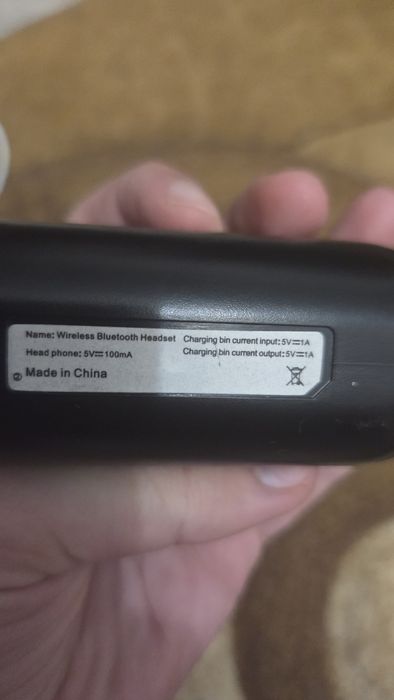 Name: Wireless Bluetooth Headset Charging bin current input: 5V⎓1A
Head phone: 5V⎓100mA Charging bin current output: 5V⎓1A
Made in China